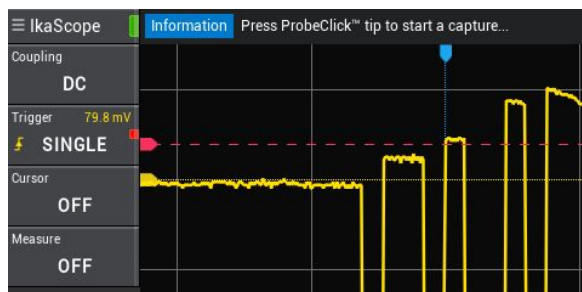 IkaScope
Information Press ProbeClick™ tip to start a capture...
Coupling
DC
Trigger 79.8 mV
SINGLE
Cursor
OFF
Measure
OFF